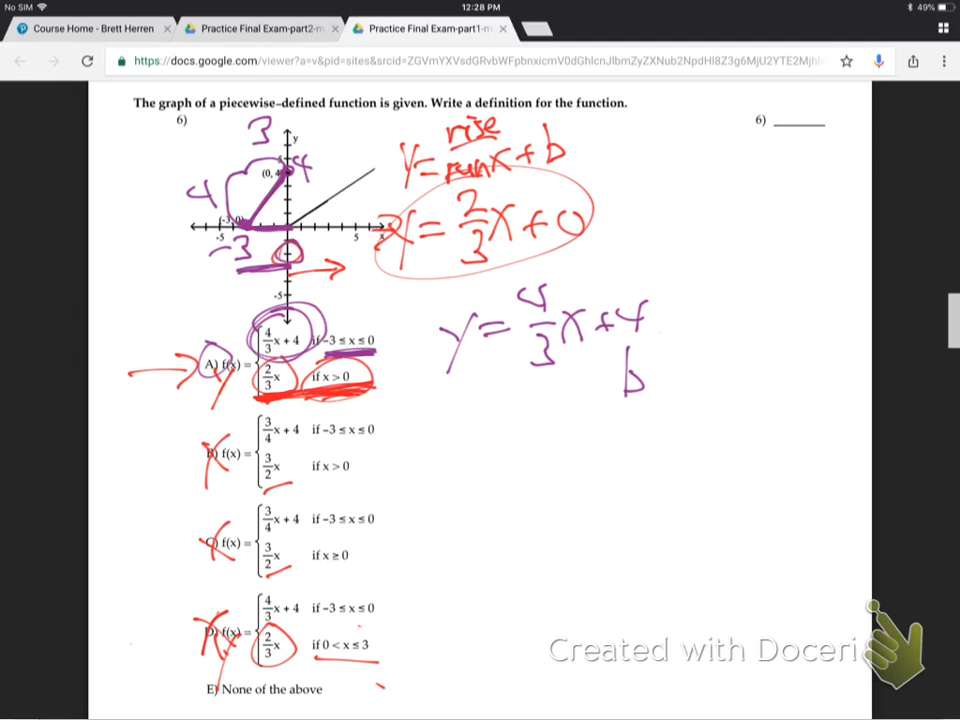 No SIM 12:28 PM 49%
Course Home - Brett Herren × Practice Final Exam-part2-m × Practice Final Exam-part1-m ×
https://docs.google.com/viewer?a=v&pid=sites&srcid=ZGVmYXVsdGRvbWFpbnxicmV0dGhlcnJlbmZyZXNub2NpdHl8Z3g6MjU2YTE2Mjhh
The graph of a piecewise-defined function is given. Write a definition for the function.
6) 6) ______
3 y
4 (0, 4) 4
(-3, 0)
-5 5 x
-3 0
-5
y = rise/run x + b
y = 2/3 x + 0
y = 4/3 x + 4
b
A) f(x) = { 4/3 x + 4 if -3 ≤ x ≤ 0
2/3 x if x > 0
B) f(x) = { 3/4 x + 4 if -3 ≤ x ≤ 0
3/2 x if x > 0
C) f(x) = { 3/4 x + 4 if -3 ≤ x ≤ 0
3/2 x if x ≥ 0
D) f(x) = { 4/3 x + 4 if -3 ≤ x ≤ 0
2/3 x if 0 < x ≤ 3
E) None of the above
Created with Doceri